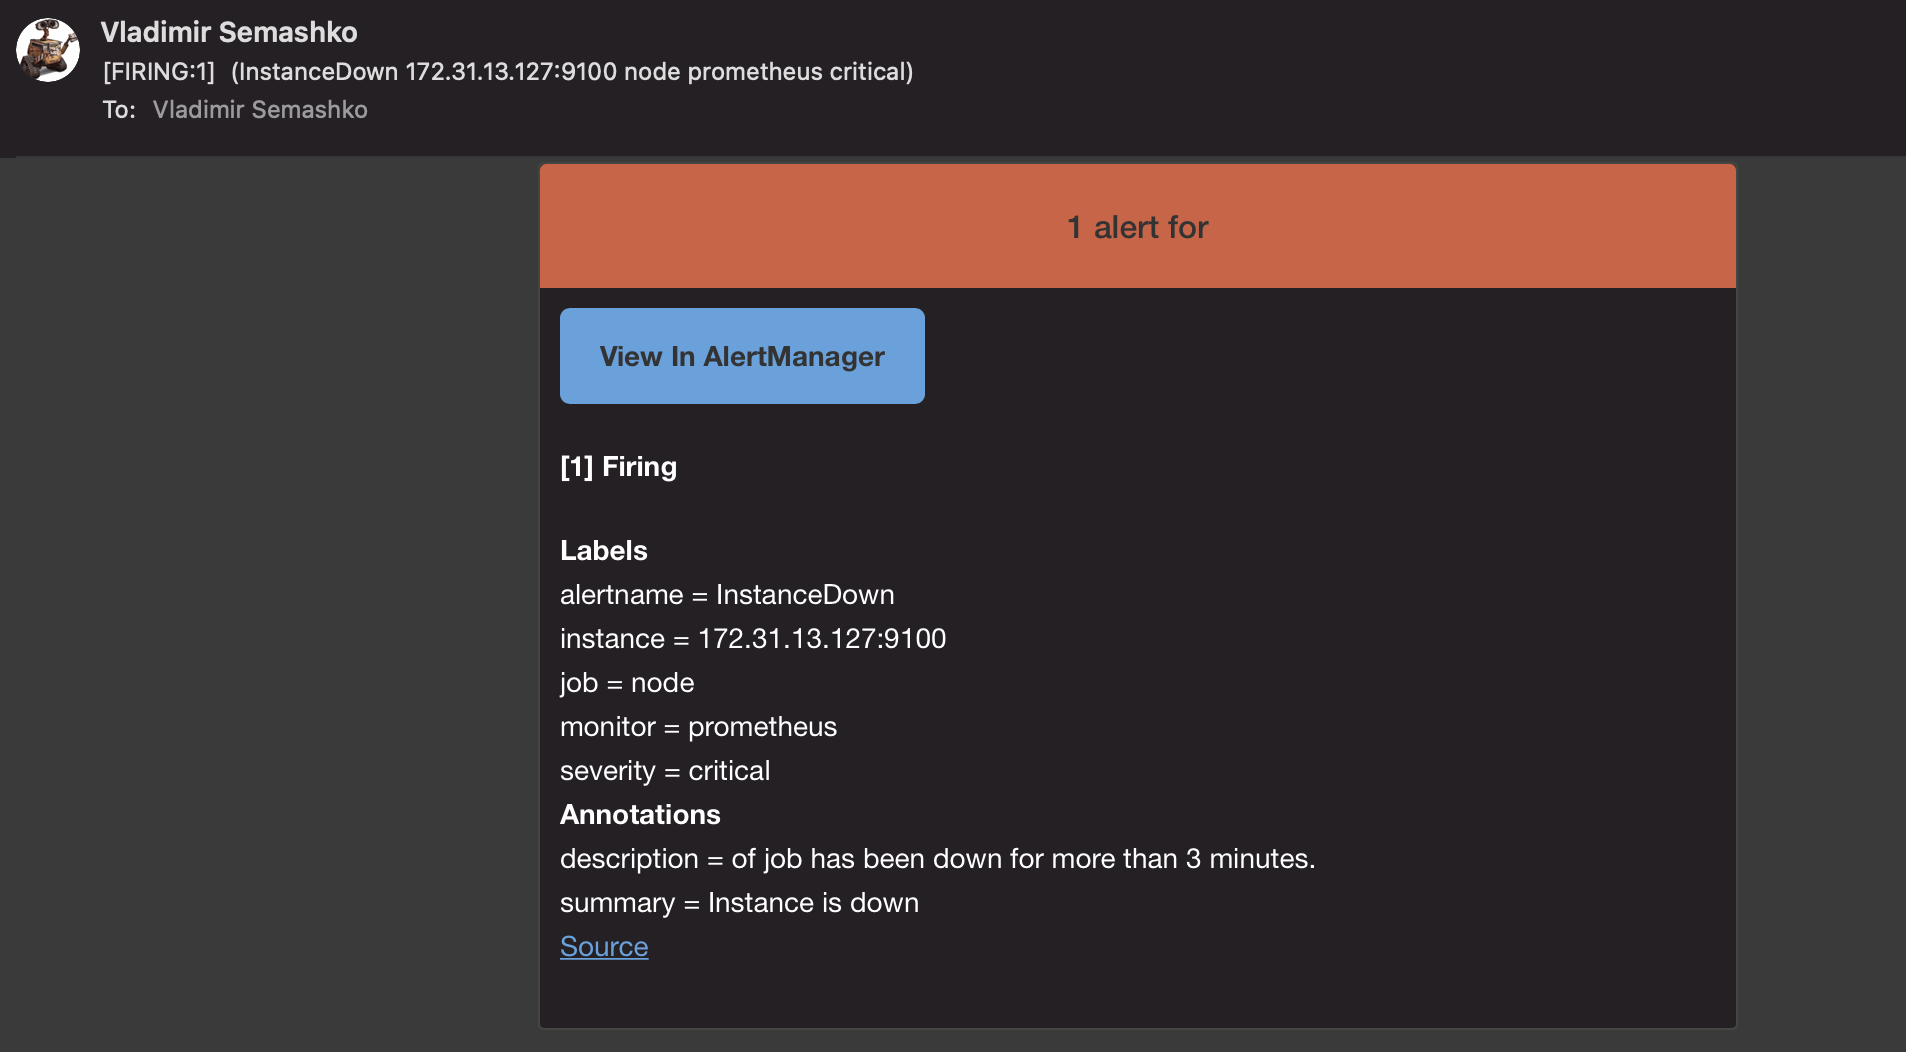 Vladimir Semashko
[FIRING:1] (InstanceDown 172.31.13.127:9100 node prometheus critical)
To: Vladimir Semashko
1 alert for
View In AlertManager
[1] Firing
Labels
alertname = InstanceDown
instance = 172.31.13.127:9100
job = node
monitor = prometheus
severity = critical
Annotations
description = of job has been down for more than 3 minutes.
summary = Instance is down
Source